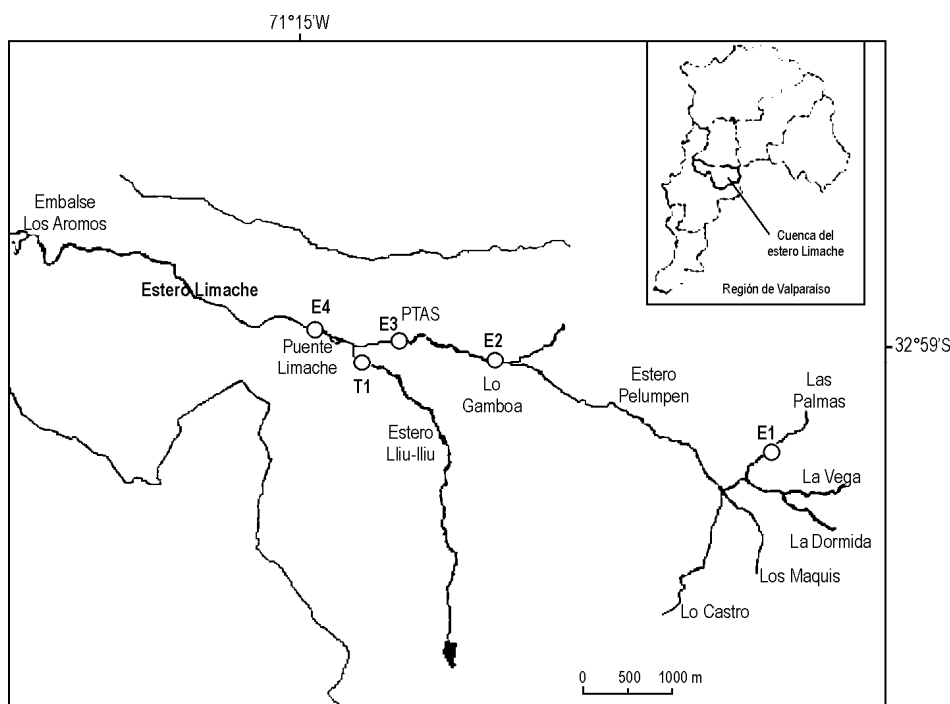 71°15'W
Embalse
Los Aromos
Estero Limache
E4
Puente
Limache
E3
PTAS
T1
E2
Lo
Gamboa
Estero
Lliu-lliu
Estero
Pelumpen
Las
Palmas
E1
La Vega
La Dormida
Los Maquis
Lo Castro
Cuenca del
estero Limache
Región de Valparaíso
32°59'S
0 500 1000 m